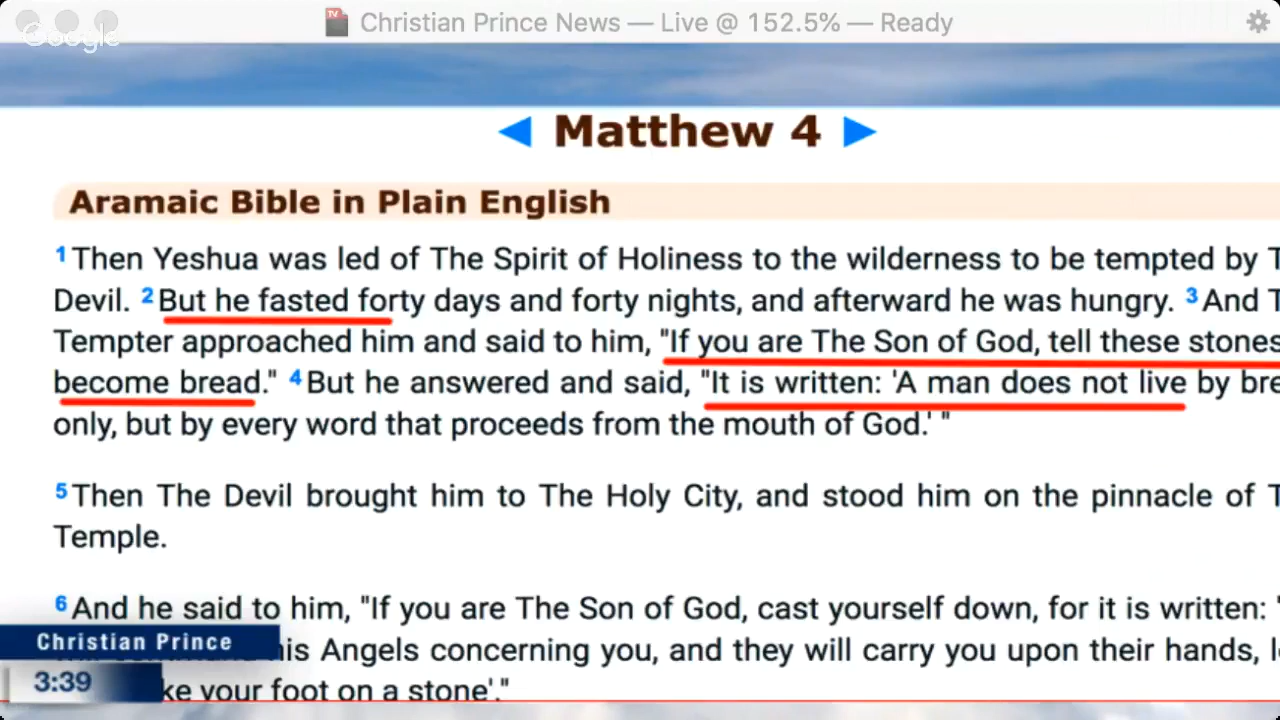 Google
TV
Christian Prince News — Live @ 152.5% — Ready
Matthew 4
Aramaic Bible in Plain English
1 Then Yeshua was led of The Spirit of Holiness to the wilderness to be tempted by
Devil. 2 But he fasted forty days and forty nights, and afterward he was hungry. 3 And
Tempter approached him and said to him, "If you are The Son of God, tell these stones
become bread." 4 But he answered and said, "It is written: 'A man does not live by
only, but by every word that proceeds from the mouth of God.' "
5 Then The Devil brought him to The Holy City, and stood him on the pinnacle of
Temple.
6 And he said to him, "If you are The Son of God, cast yourself down, for it is written:
Christian Prince
Angels concerning you, and they will carry you upon their hands,
3:39
your foot on a stone'."